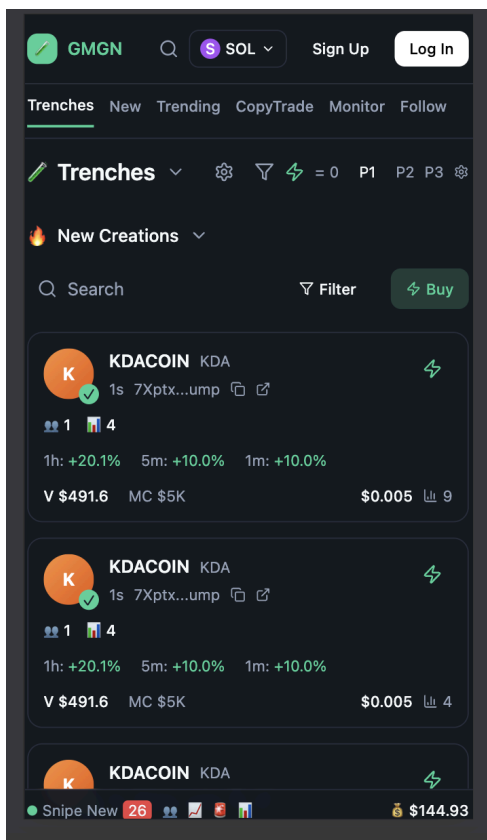 GMGN S SOL Sign Up Log In
Trenches New Trending CopyTrade Monitor Follow
Trenches = 0 P1 P2 P3
New Creations
Search Filter Buy
K KDACOIN KDA
1s 7Xptx...ump
1 4
1h: +20.1% 5m: +10.0% 1m: +10.0%
V $491.6 MC $5K $0.005 9
K KDACOIN KDA
1s 7Xptx...ump
1 4
1h: +20.1% 5m: +10.0% 1m: +10.0%
V $491.6 MC $5K $0.005 4
K KDACOIN KDA
Snipe New 26 $144.93